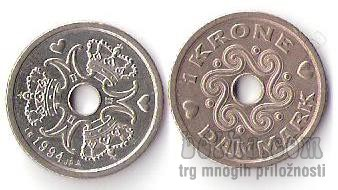 1994
1 KRONE
DANMARK
trg mnogih priložnosti